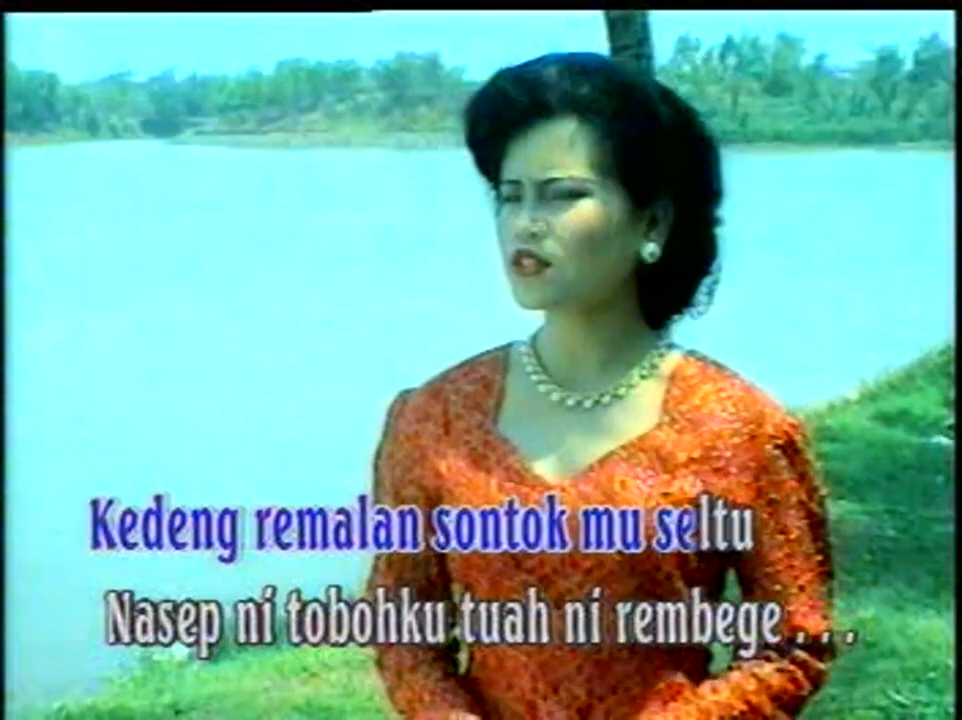 Kedeng remalan sontok mu seltu
Nasep ni tobohku tuah ni rembege . . .